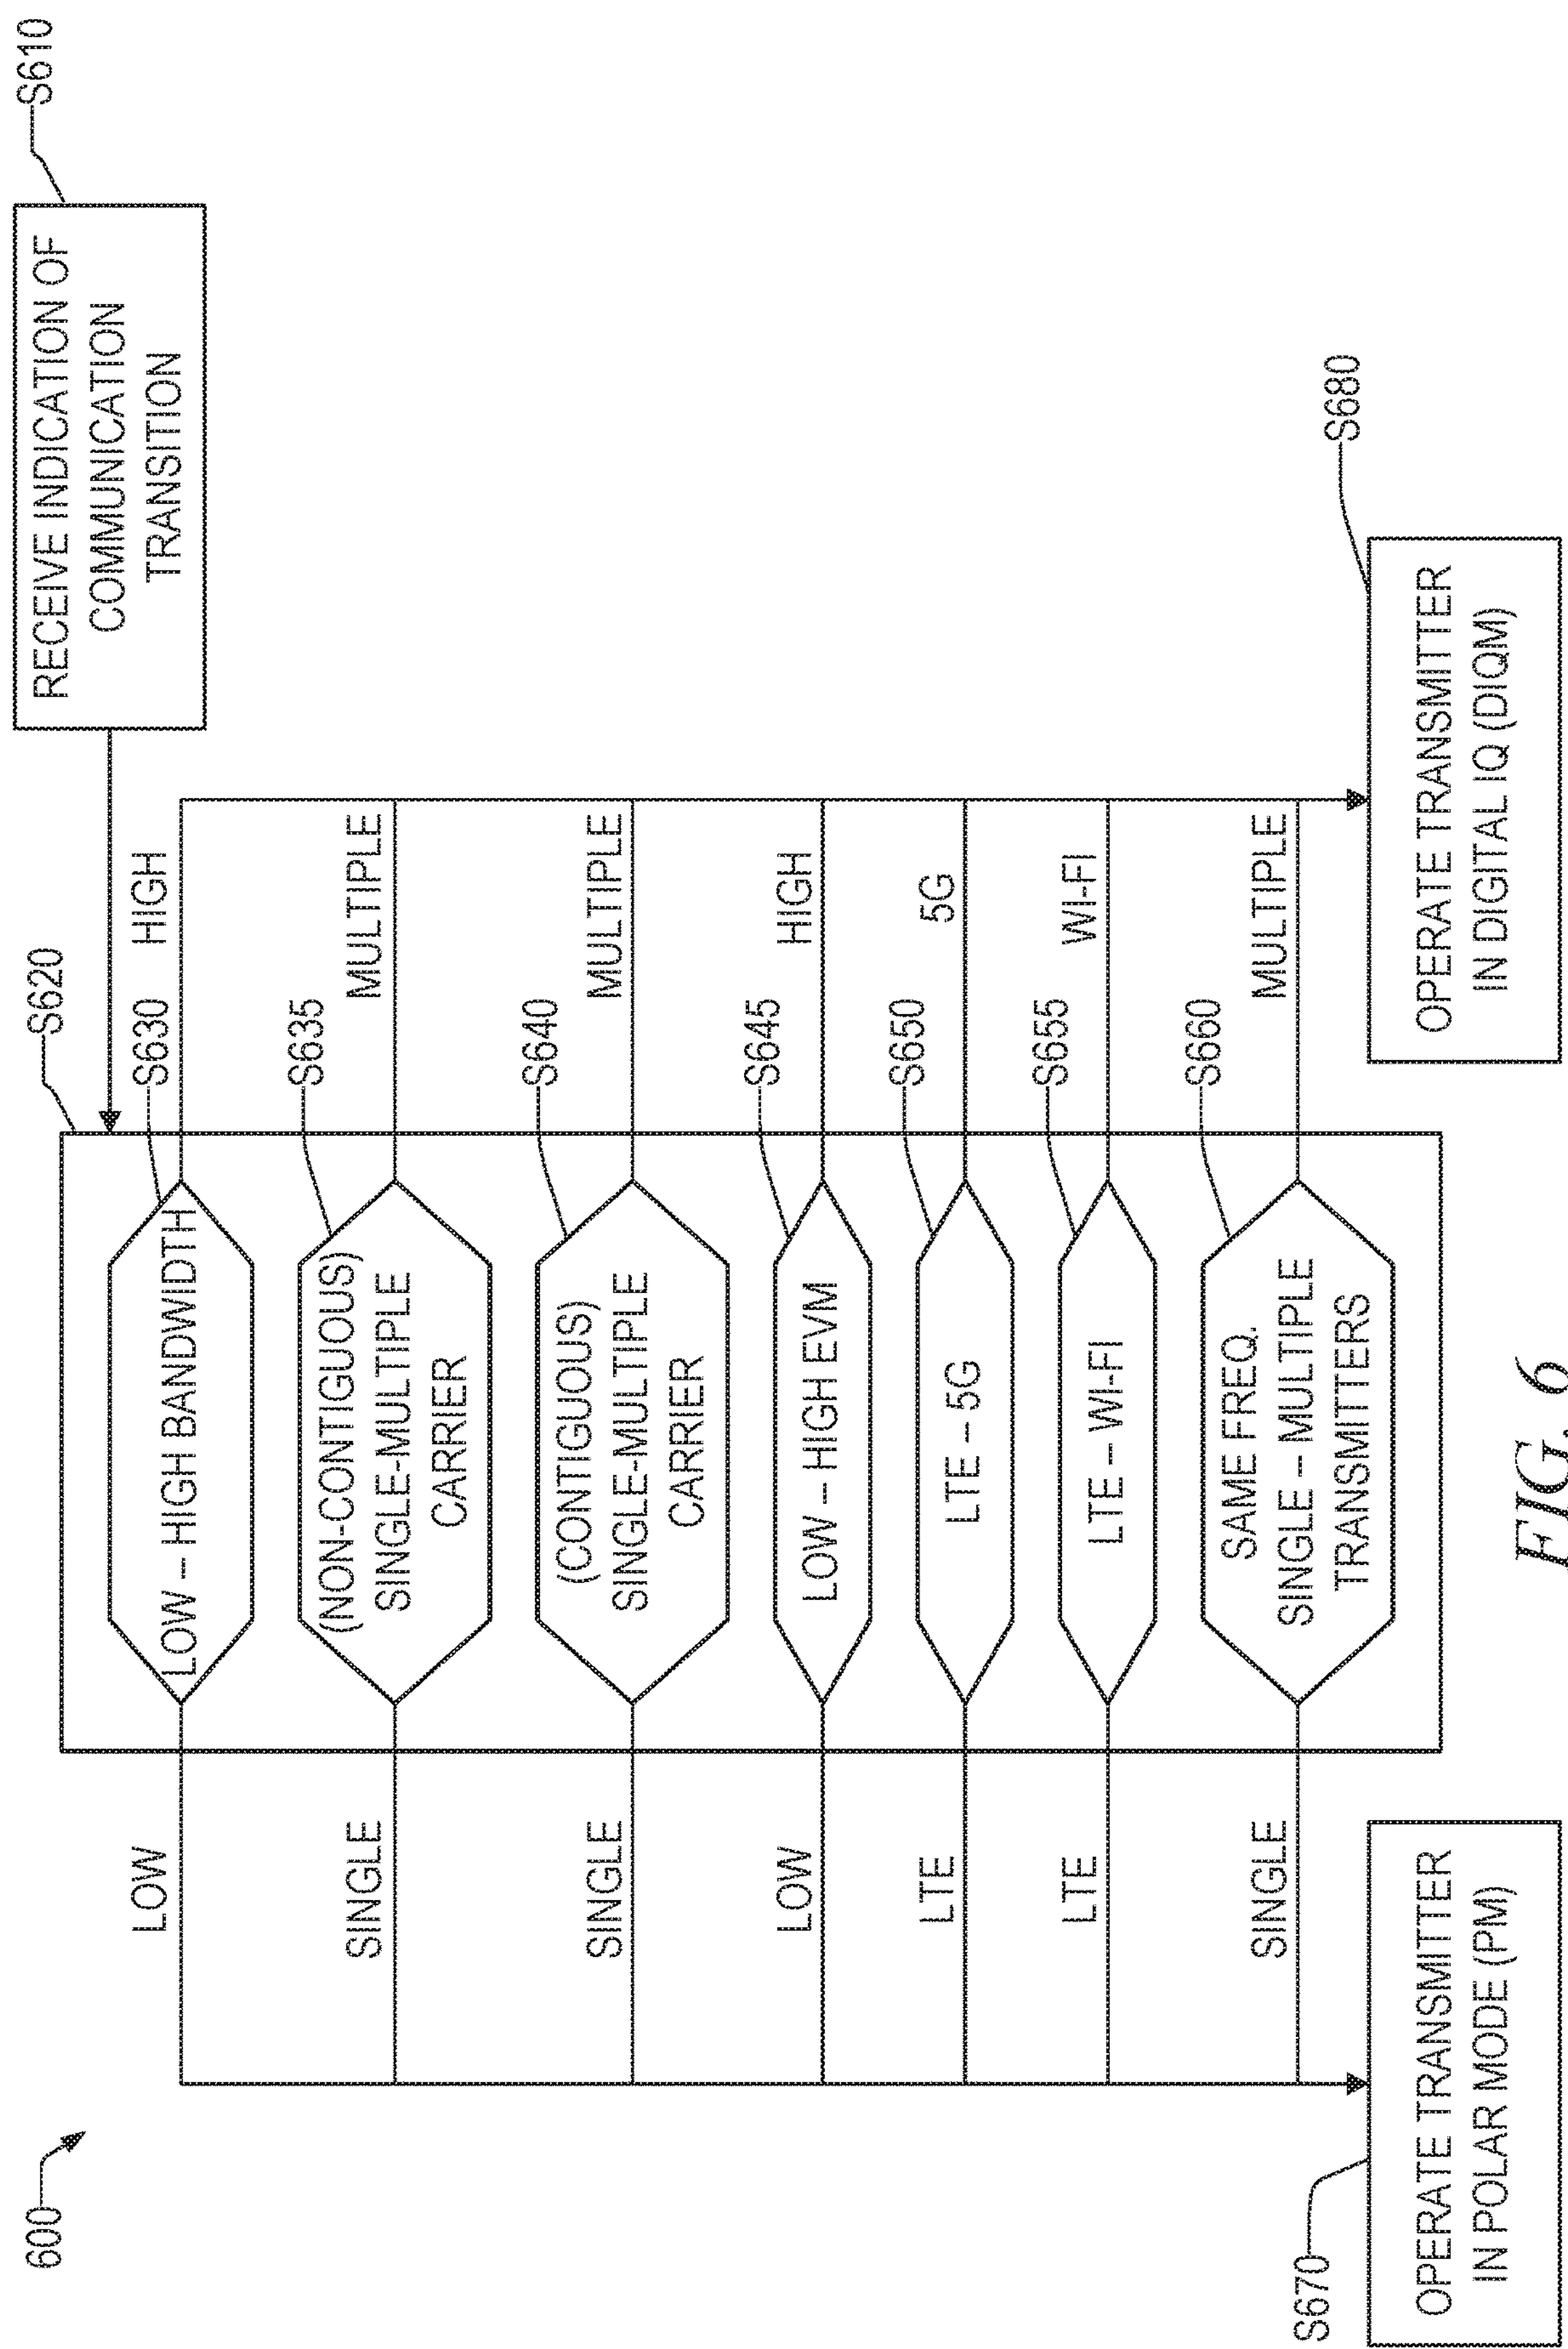 600
RECEIVE INDICATION OF
COMMUNICATION
TRANSITION
S610
S620
LOW
LOW – HIGH BANDWIDTH
S630
HIGH
SINGLE
(NON-CONTIGUOUS)
SINGLE-MULTIPLE
CARRIER
S635
MULTIPLE
SINGLE
(CONTIGUOUS)
SINGLE-MULTIPLE
CARRIER
S640
MULTIPLE
LOW
LOW – HIGH EVM
S645
HIGH
LTE
LTE – 5G
S650
5G
LTE
LTE – WI-FI
S655
WI-FI
SINGLE
SAME FREQ.
SINGLE – MULTIPLE
TRANSMITTERS
S660
MULTIPLE
S670
OPERATE TRANSMITTER
IN POLAR MODE (PM)
S680
OPERATE TRANSMITTER
IN DIGITAL IQ (DIQM)
FIG. 6